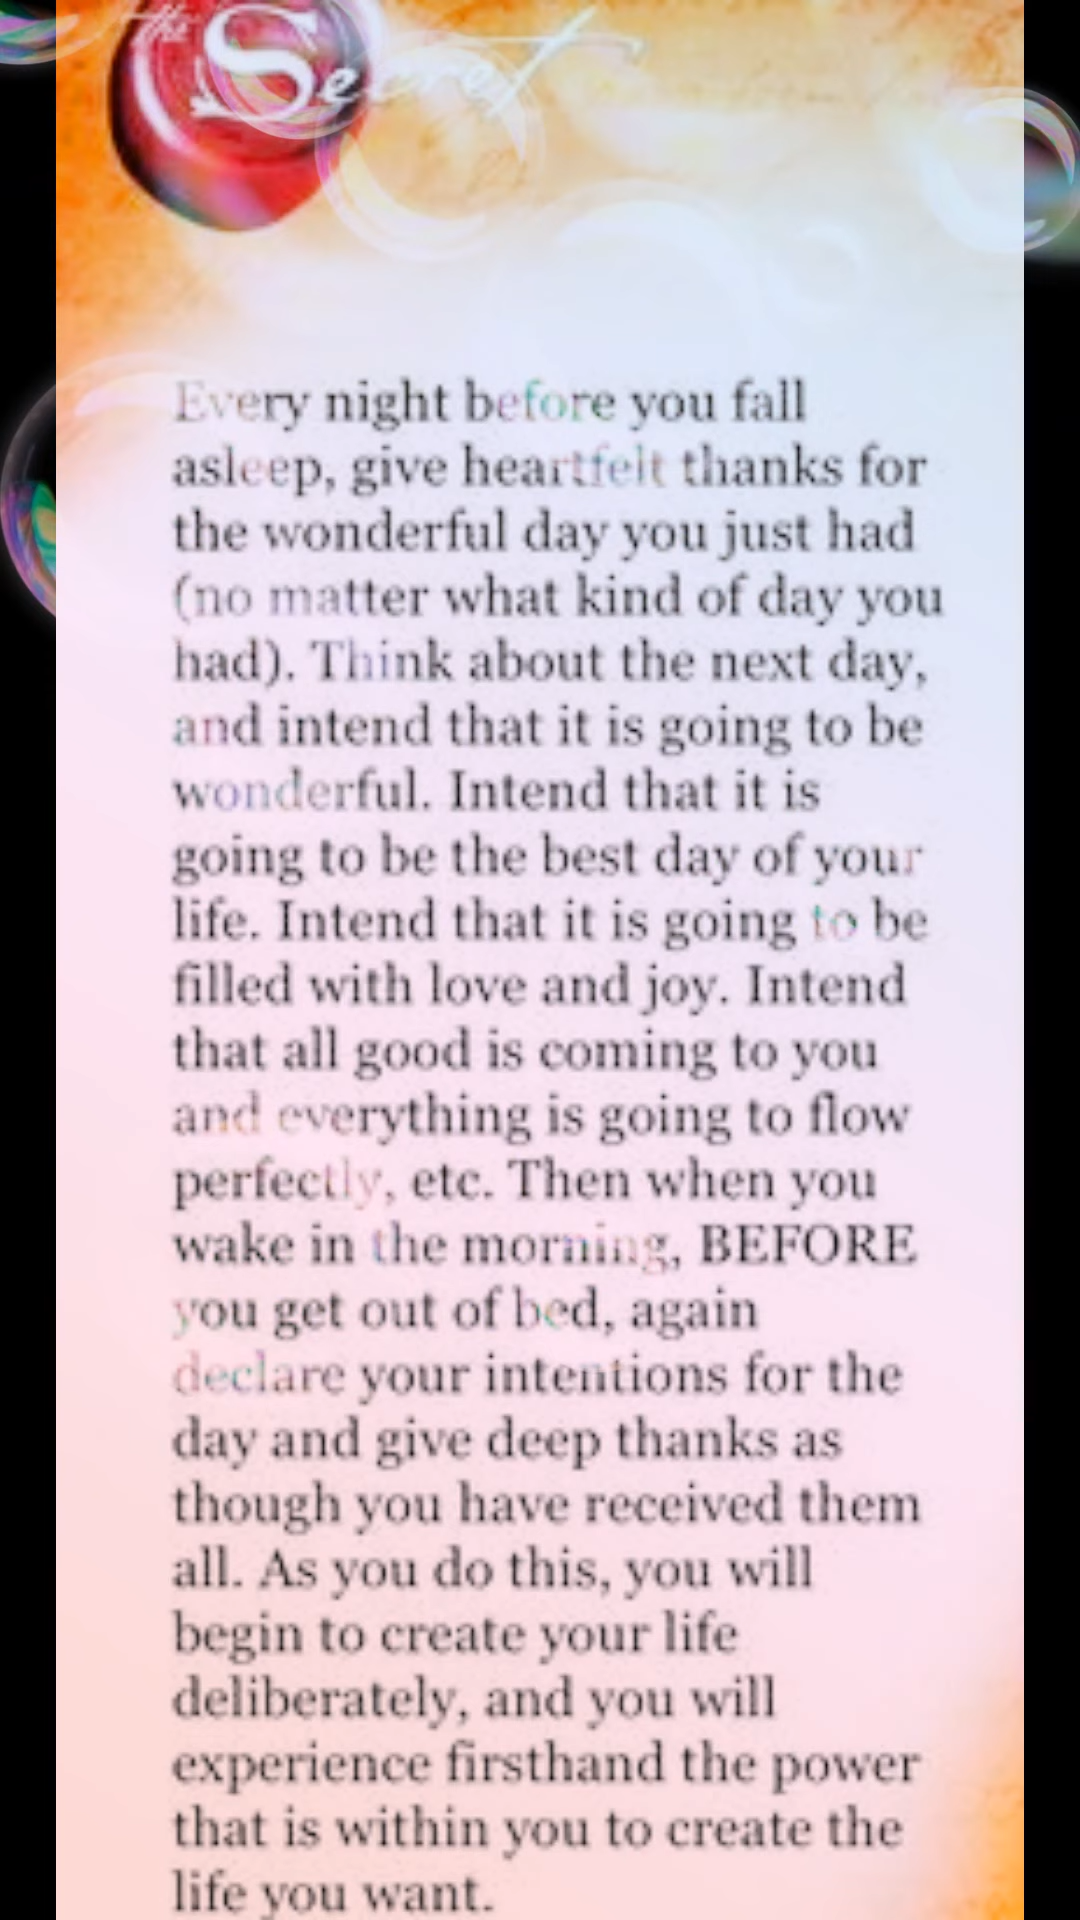 the Secret
Every night before you fall
asleep, give heartfelt thanks for
the wonderful day you just had
(no matter what kind of day you
had). Think about the next day,
and intend that it is going to be
wonderful. Intend that it is
going to be the best day of your
life. Intend that it is going to be
filled with love and joy. Intend
that all good is coming to you
and everything is going to flow
perfectly, etc. Then when you
wake in the morning, BEFORE
you get out of bed, again
declare your intentions for the
day and give deep thanks as
though you have received them
all. As you do this, you will
begin to create your life
deliberately, and you will
experience firsthand the power
that is within you to create the
life you want.